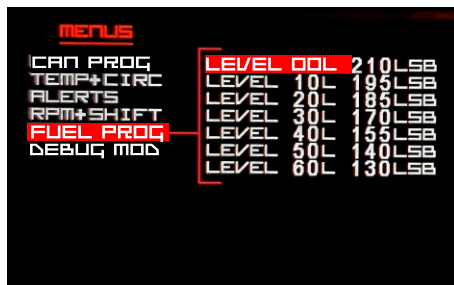 MENUS
CAN PROG
TEMP+CIRC
ALERTS
RPM+SHIFT
FUEL PROG
DEBUG MOD
LEVEL 00L 210LSB
LEVEL 10L 195LSB
LEVEL 20L 185LSB
LEVEL 30L 170LSB
LEVEL 40L 155LSB
LEVEL 50L 140LSB
LEVEL 60L 130LSB